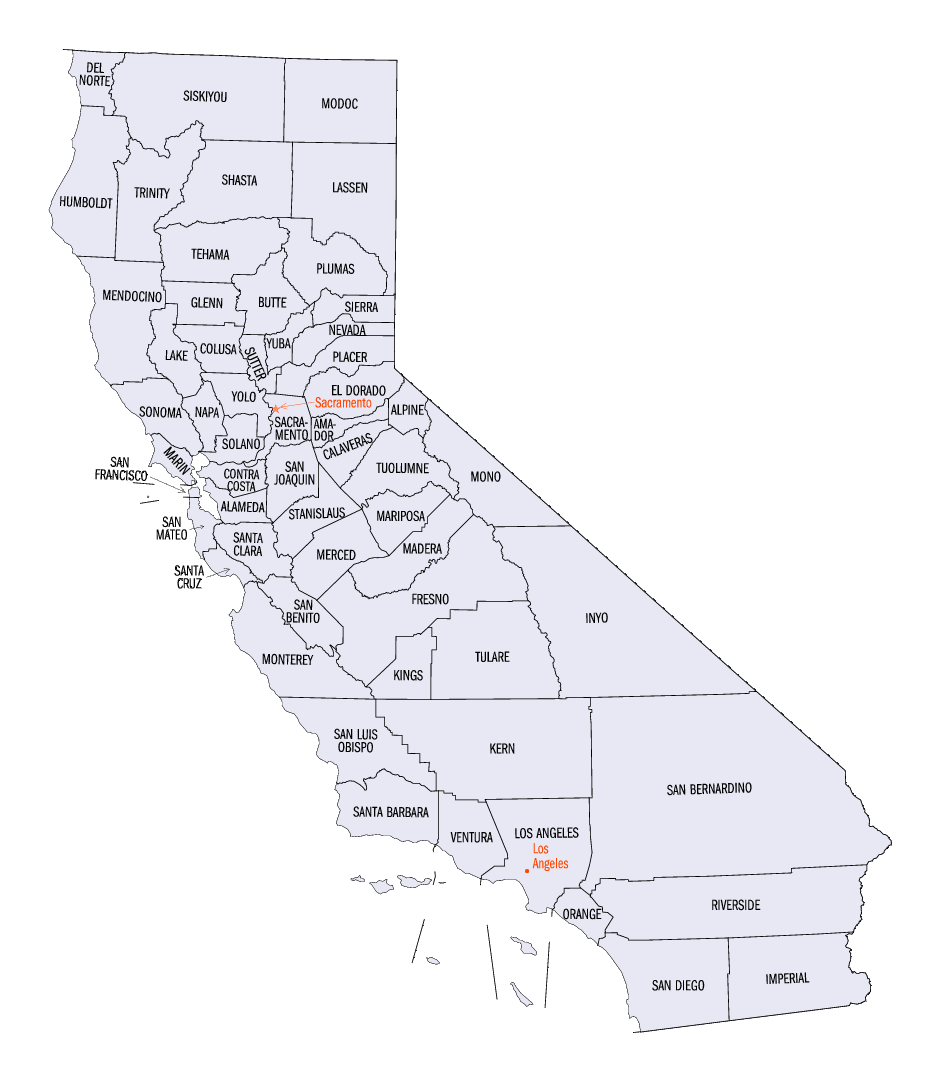 DEL
NORTE
SISKIYOU
MODOC
HUMBOLDT
TRINITY
SHASTA
LASSEN
TEHAMA
PLUMAS
MENDOCINO
GLENN
BUTTE
SIERRA
NEVADA
YUBA
SUTTER
COLUSA
LAKE
PLACER
EL DORADO
Sacramento
YOLO
SONOMA
NAPA
ALPINE
SACRA-
MENTO
AMA-
DOR
SOLANO
CALAVERAS
MARIN
SAN
FRANCISCO
CONTRA
COSTA
SAN
JOAQUIN
TUOLUMNE
MONO
ALAMEDA
STANISLAUS
MARIPOSA
SAN
MATEO
SANTA
CLARA
MERCED
MADERA
SANTA
CRUZ
SAN
BENITO
FRESNO
INYO
MONTEREY
KINGS
TULARE
SAN LUIS
OBISPO
KERN
SAN BERNARDINO
SANTA BARBARA
VENTURA
LOS ANGELES
Los
Angeles
ORANGE
RIVERSIDE
SAN DIEGO
IMPERIAL